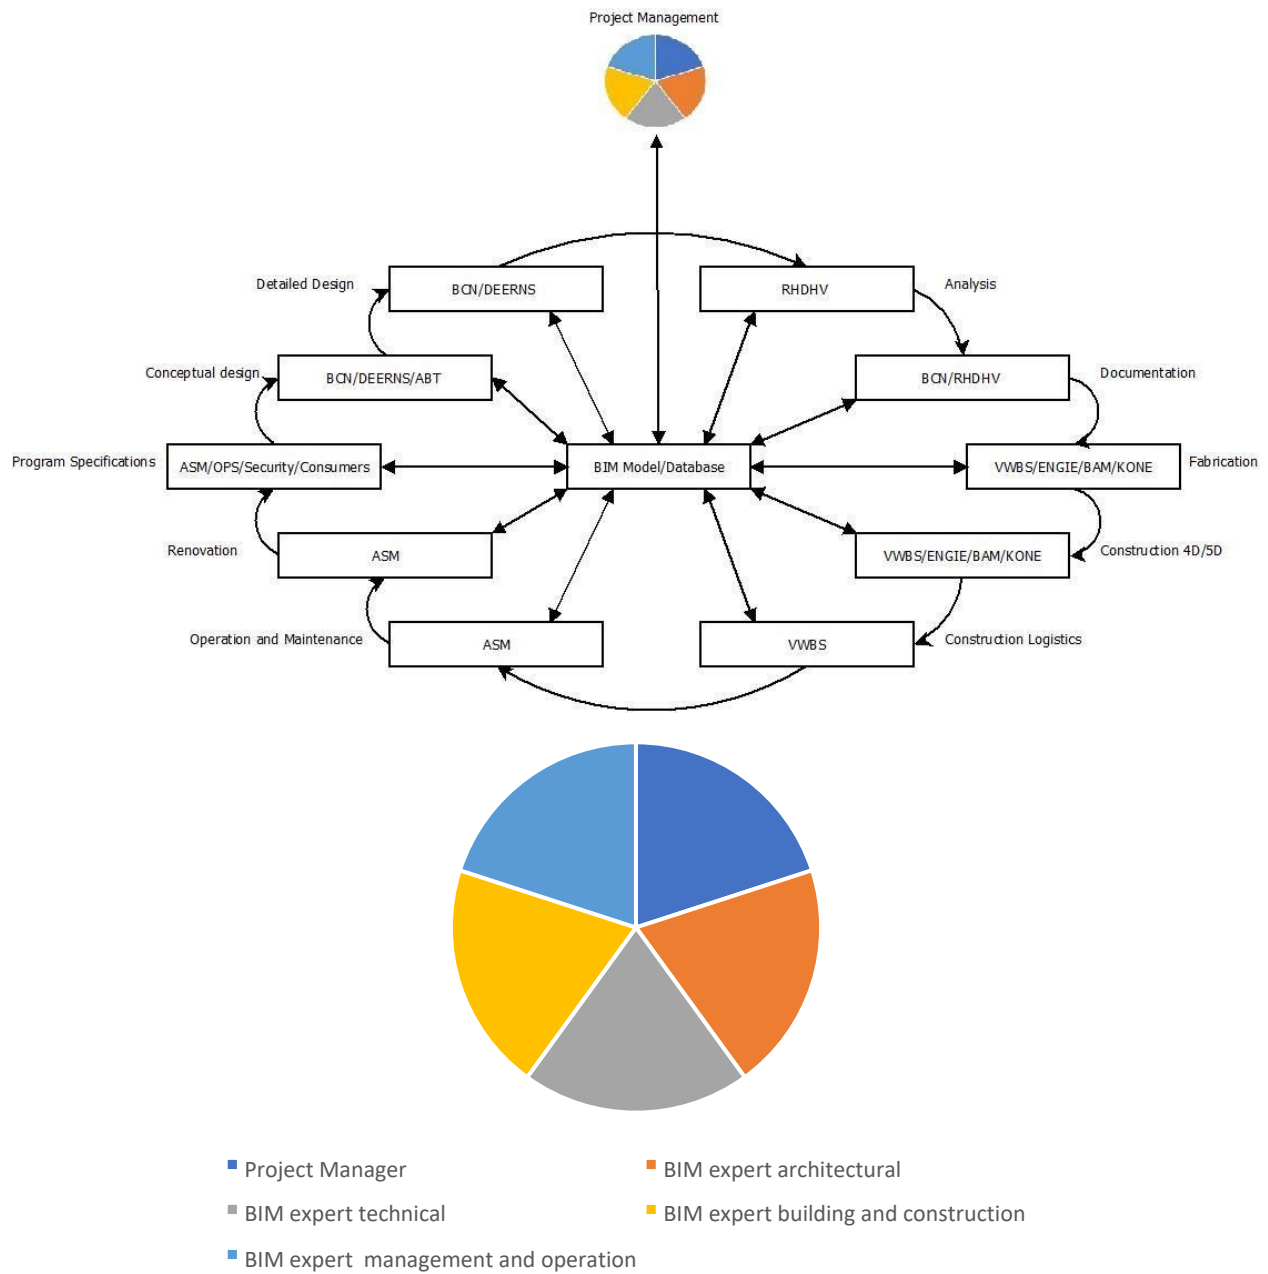 Project Management
Detailed Design
BCN/DEERNS
RHDHV
Analysis
Conceptual design
BCN/DEERNS/ABT
BCN/RHDHV
Documentation
Program Specifications
ASM/OPS/Security/Consumers
BIM Model/Database
VWBS/ENGIE/BAM/KONE
Fabrication
Renovation
ASM
VWBS/ENGIE/BAM/KONE
Construction 4D/5D
Operation and Maintenance
ASM
VWBS
Construction Logistics
Project Manager
BIM expert architectural
BIM expert technical
BIM expert building and construction
BIM expert  management and operation